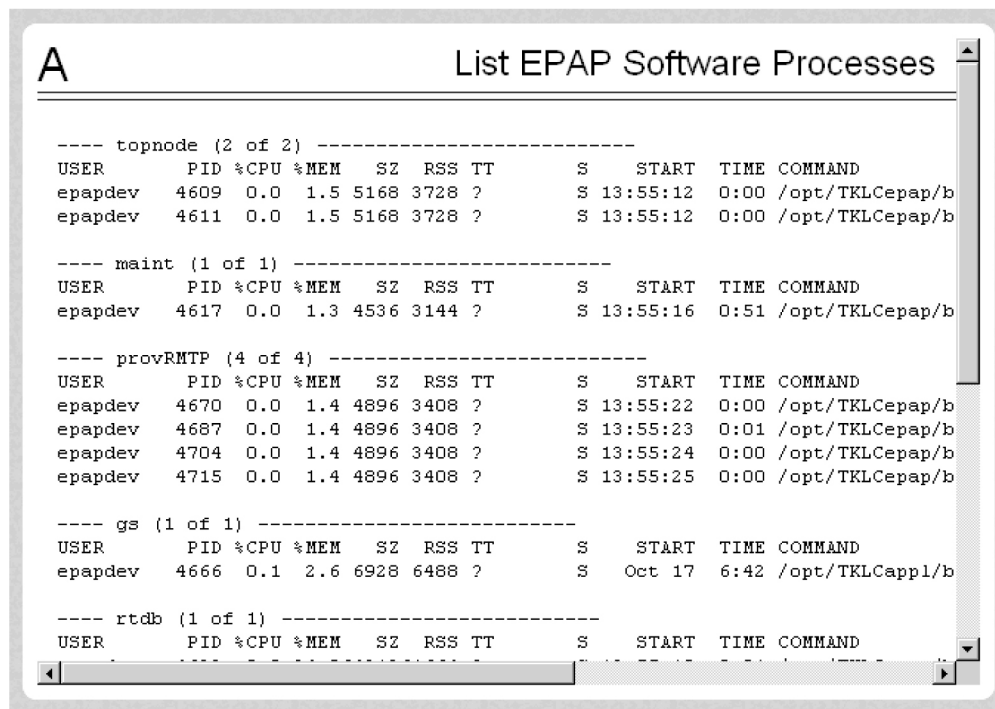 A
List EPAP Software Processes
---- topnode (2 of 2) ---------------------------
USER       PID %CPU %MEM   SZ  RSS TT        S    START  TIME COMMAND
epapdev   4609  0.0  1.5 5168 3728 ?         S 13:55:12  0:00 /opt/TKLCepap/b
epapdev   4611  0.0  1.5 5168 3728 ?         S 13:55:12  0:00 /opt/TKLCepap/b
---- maint (1 of 1) ---------------------------
USER       PID %CPU %MEM   SZ  RSS TT        S    START  TIME COMMAND
epapdev   4617  0.0  1.3 4536 3144 ?         S 13:55:16  0:51 /opt/TKLCepap/b
---- provRMTP (4 of 4) ---------------------------
USER       PID %CPU %MEM   SZ  RSS TT        S    START  TIME COMMAND
epapdev   4670  0.0  1.4 4896 3408 ?         S 13:55:22  0:00 /opt/TKLCepap/b
epapdev   4687  0.0  1.4 4896 3408 ?         S 13:55:23  0:01 /opt/TKLCepap/b
epapdev   4704  0.0  1.4 4896 3408 ?         S 13:55:24  0:00 /opt/TKLCepap/b
epapdev   4715  0.0  1.4 4896 3408 ?         S 13:55:25  0:00 /opt/TKLCepap/b
---- gs (1 of 1) ---------------------------
USER       PID %CPU %MEM   SZ  RSS TT        S    START  TIME COMMAND
epapdev   4666  0.1  2.6 6928 6488 ?         S   Oct 17  6:42 /opt/TKLCappl/b
---- rtdb (1 of 1) ---------------------------
USER       PID %CPU %MEM   SZ  RSS TT        S    START  TIME COMMAND